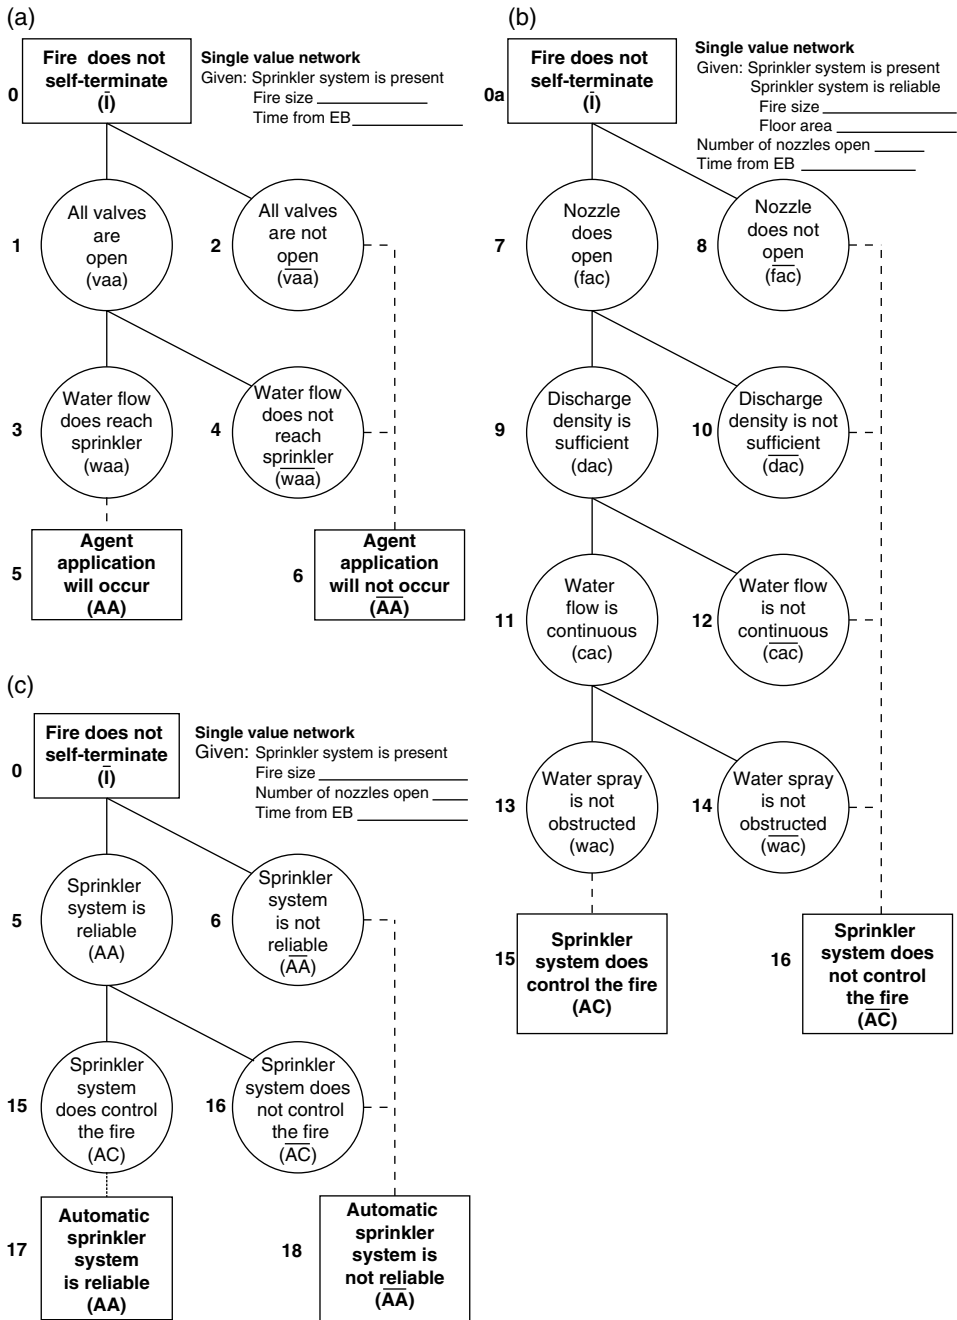 (a)
Fire does not
self-terminate
(Ī)
0
Single value network
Given: Sprinkler system is present
Fire size
Time from EB
All valves
are
open
(vaa)
1
All valves
are not
open
(v̅a̅a̅)
2
Water flow
does reach
sprinkler
(waa)
3
Water flow
does not
reach
sprinkler
(w̅a̅a̅)
4
Agent
application
will occur
(AA)
5
Agent
application
will not occur
(A̅A̅)
6
(b)
Fire does not
self-terminate
(Ī)
0a
Single value network
Given: Sprinkler system is present
Sprinkler system is reliable
Fire size
Floor area
Number of nozzles open
Time from EB
Nozzle
does
open
(fac)
7
Nozzle
does not
open
(f̅a̅c̅)
8
Discharge
density is
sufficient
(dac)
9
Discharge
density is not
sufficient
(d̅a̅c̅)
10
Water
flow is
continuous
(cac)
11
Water flow
is not
continuous
(c̅a̅c̅)
12
Water spray
is not
obstructed
(wac)
13
Water spray
is not
obstructed
(w̅a̅c̅)
14
Sprinkler
system does
control the fire
(AC)
15
Sprinkler
system does
not control
the fire
(A̅C̅)
16
(c)
Fire does not
self-terminate
(Ī)
0
Single value network
Given: Sprinkler system is present
Fire size
Number of nozzles open
Time from EB
Sprinkler
system is
reliable
(AA)
5
Sprinkler
system
is not
reliable
(A̅A̅)
6
Sprinkler
system
does control
the fire
(AC)
15
Sprinkler
system does
not control
the fire
(A̅C̅)
16
Automatic
sprinkler
system
is reliable
(AA)
17
Automatic
sprinkler
system is
not reliable
(A̅A̅)
18